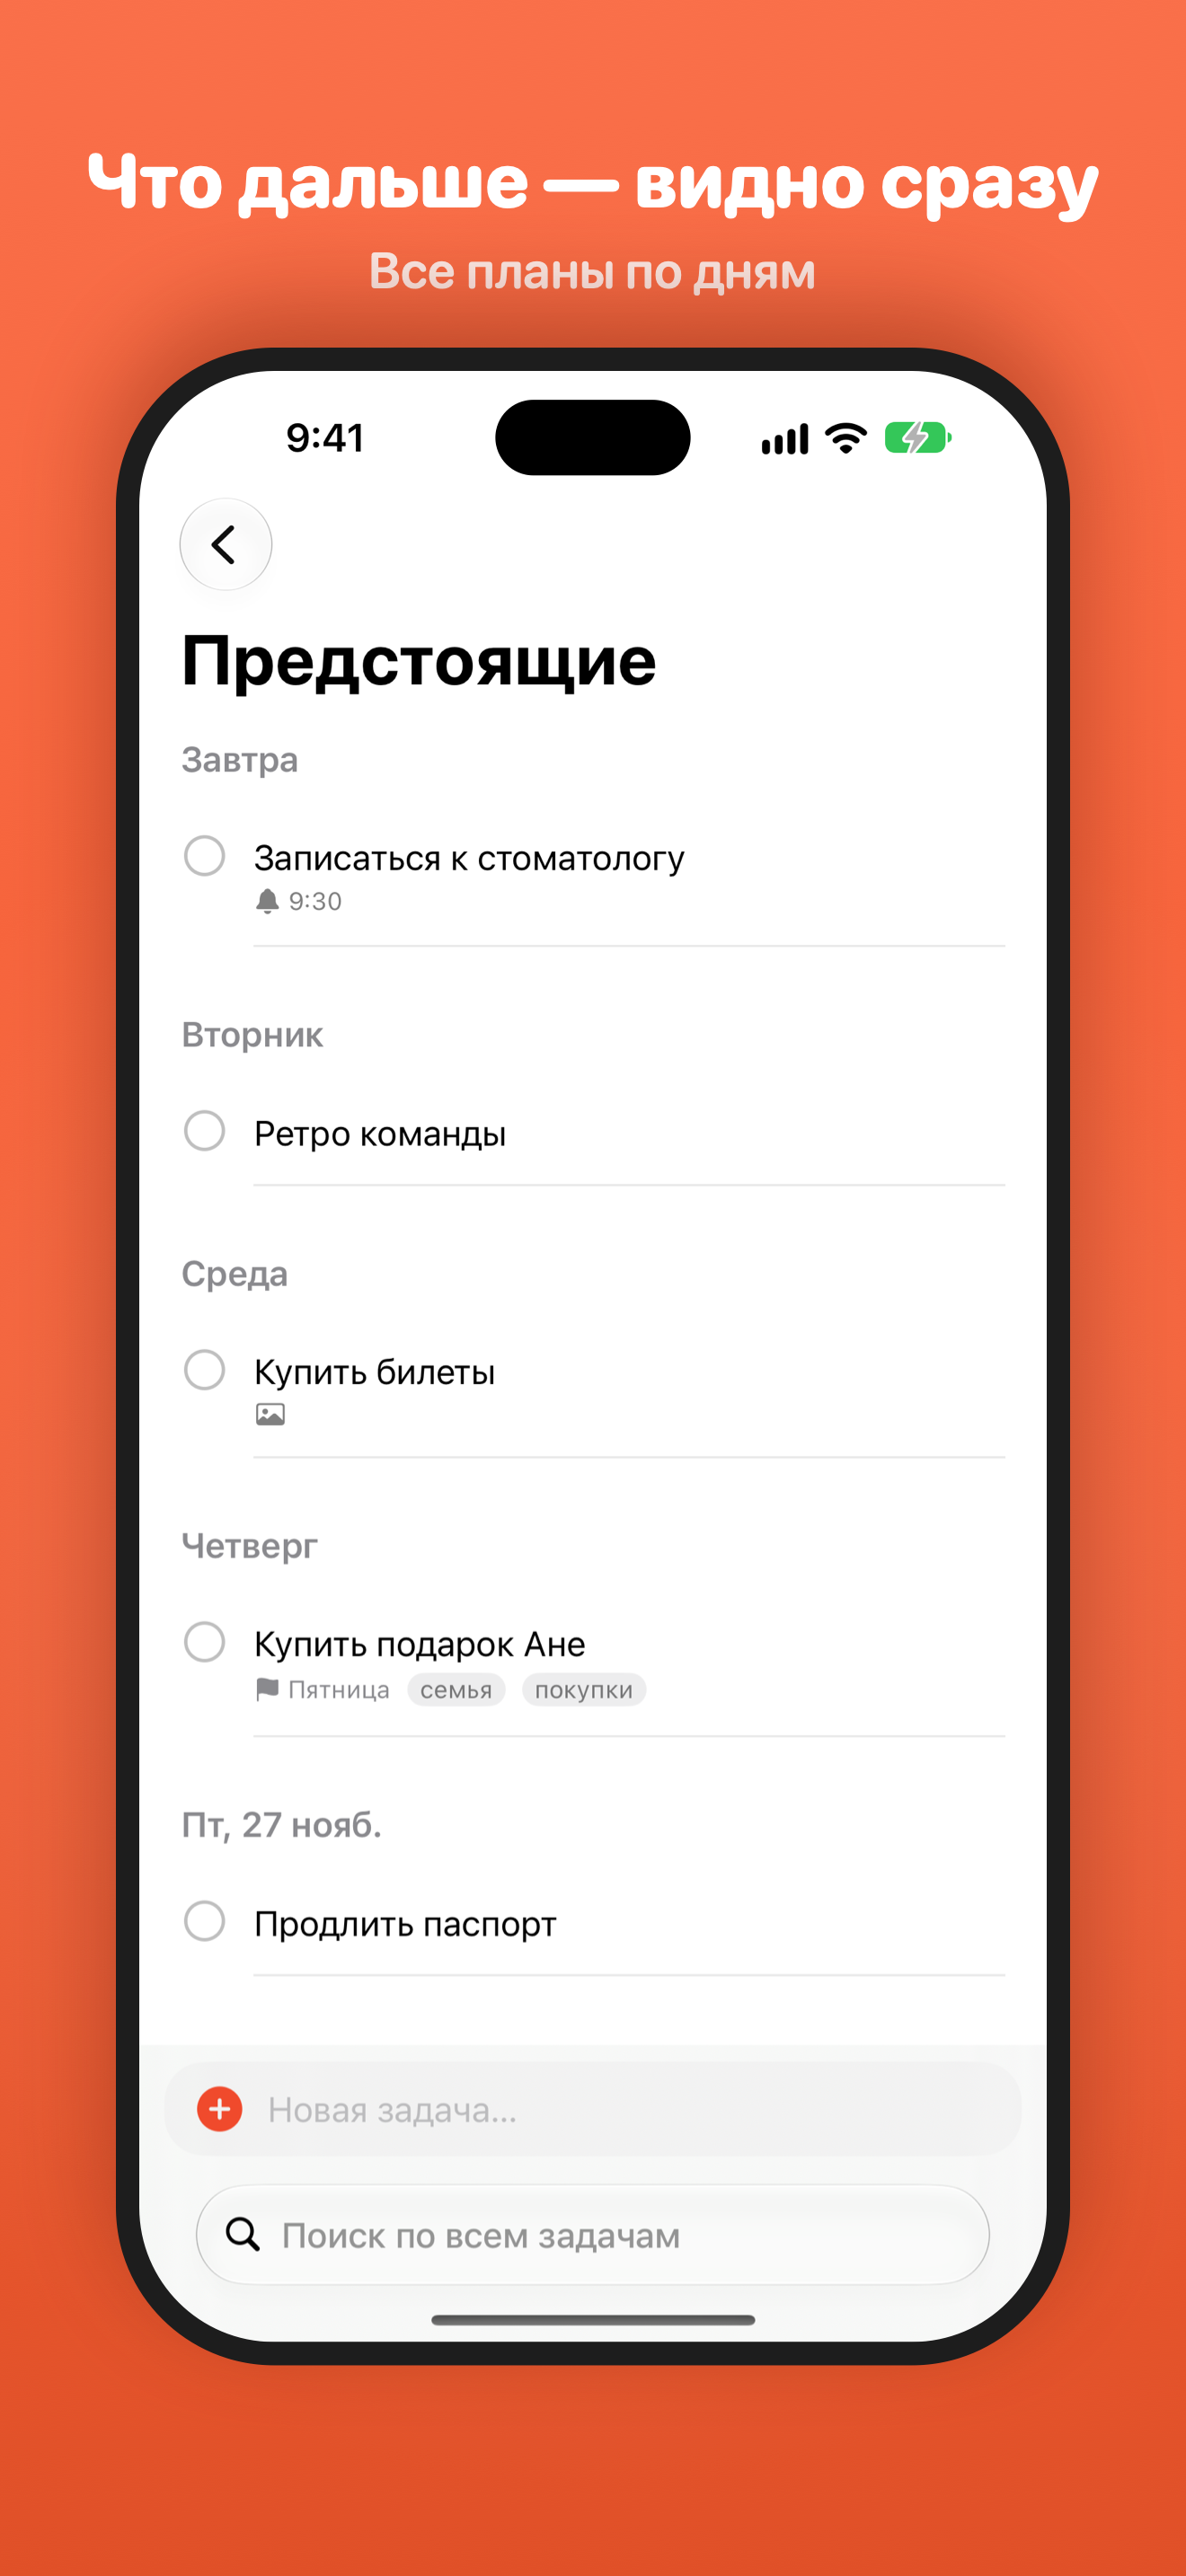 Что дальше — видно сразу
Все планы по дням
9:41
Предстоящие
Завтра
Записаться к стоматологу
9:30
Вторник
Ретро команды
Среда
Купить билеты
Четверг
Купить подарок Ане
Пятница семья покупки
Пт, 27 нояб.
Продлить паспорт
Новая задача...
Поиск по всем задачам